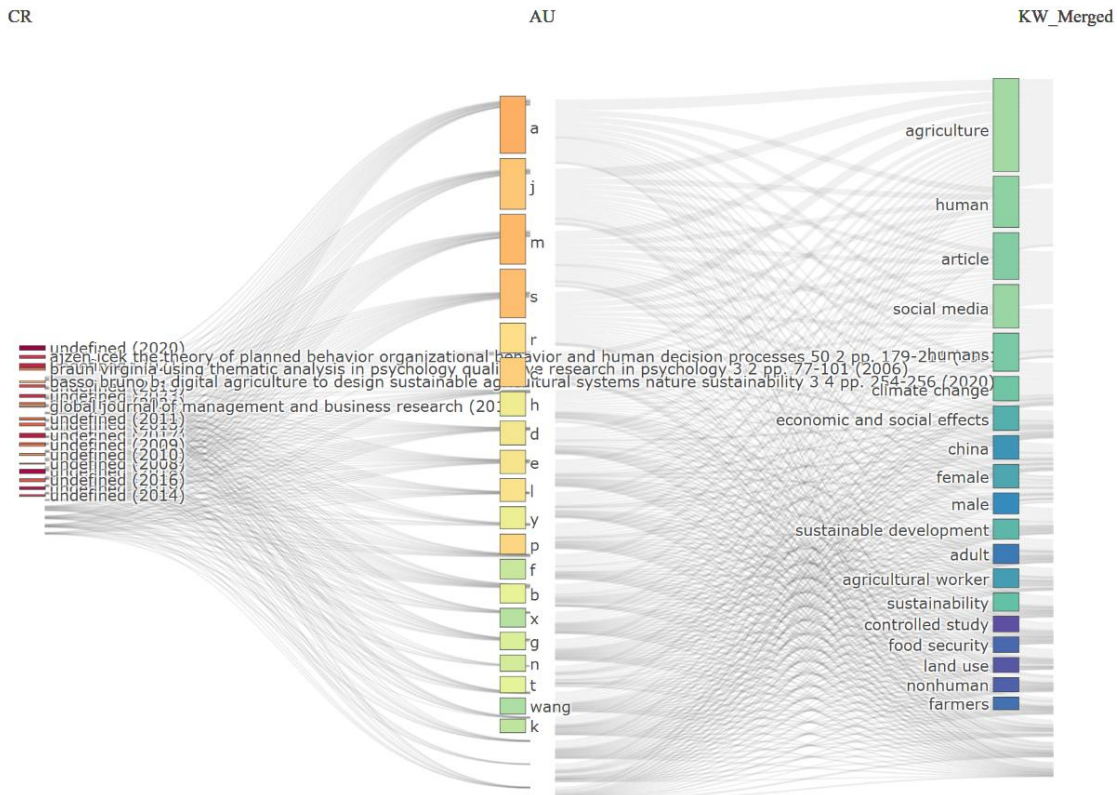 CR
AU
KW_Merged
undefined (2020)
ajzen icek the theory of planned behavior organizational behavior and human decision processes 50 2 pp. 179-211
braun virginia using thematic analysis in psychology qualitative research in psychology 3 2 pp. 77-101 (2006)
basso bruno b. digital agriculture to design sustainable agricultural systems nature sustainability 3 4 pp. 254-256 (2020)
global journal of management and business research
undefined (2011)
undefined (2009)
undefined (2010)
undefined (2008)
undefined (2016)
undefined (2014)
a
j
m
s
r
h
d
e
l
y
p
f
b
x
g
n
t
wang
k
agriculture
human
article
social media
humans
climate change
economic and social effects
china
female
male
sustainable development
adult
agricultural worker
sustainability
controlled study
food security
land use
nonhuman
farmers